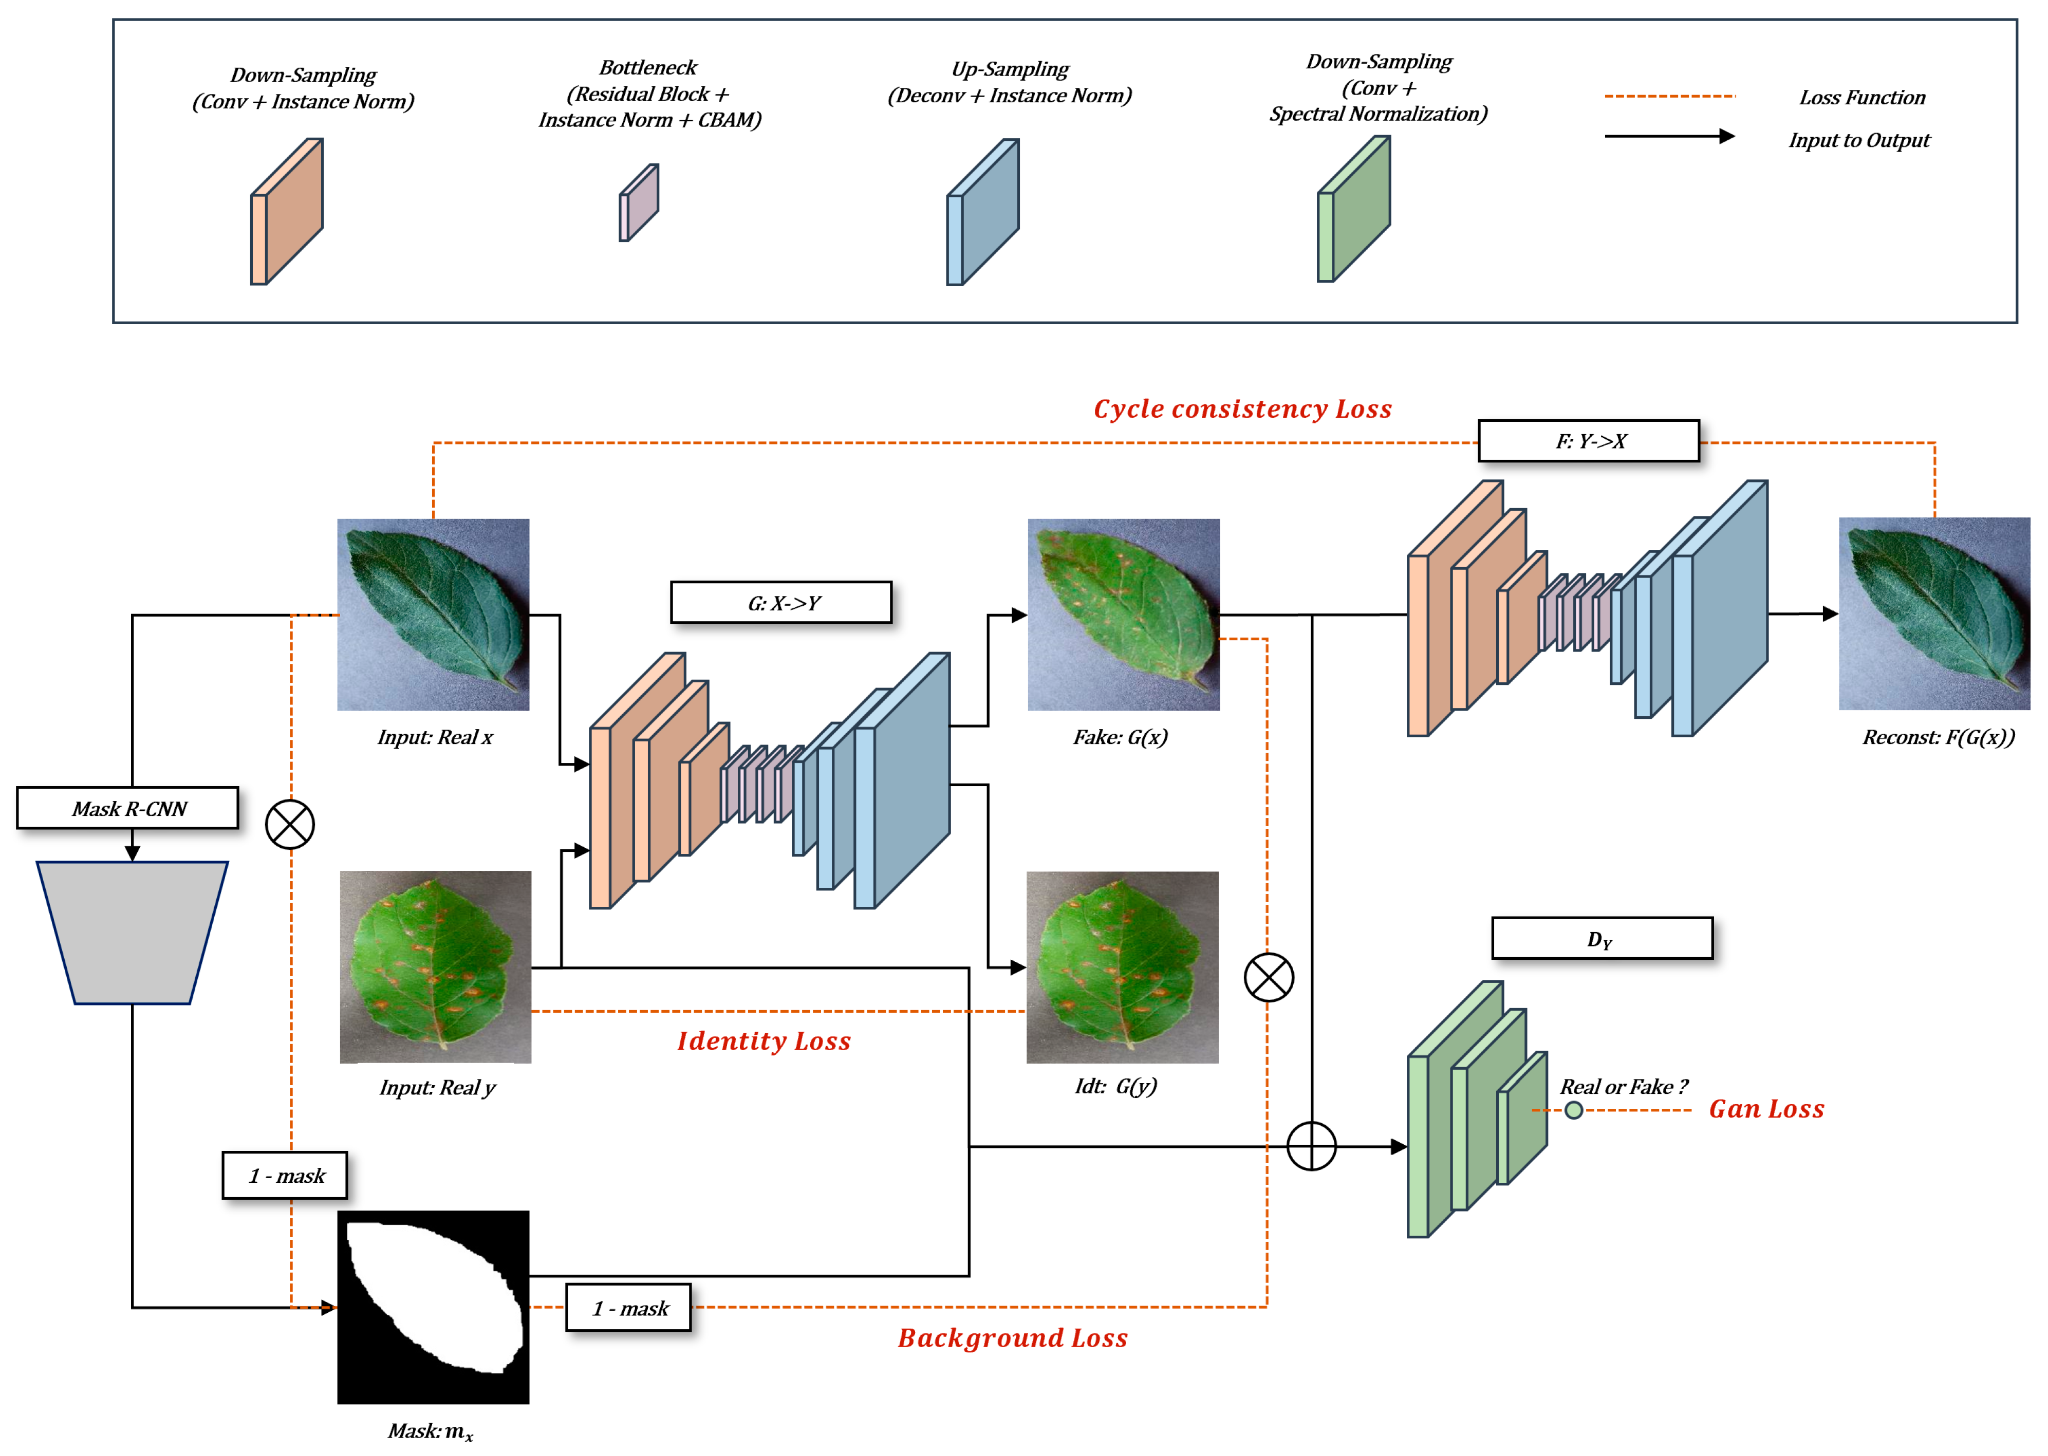 Down-Sampling
(Conv + Instance Norm)
Bottleneck
(Residual Block +
Instance Norm + CBAM)
Up-Sampling
(Deconv + Instance Norm)
Down-Sampling
(Conv +
Spectral Normalization)
Loss Function
Input to Output
Cycle consistency Loss
F: Y->X
G: X->Y
Input: Real x
Fake: G(x)
Reconst: F(G(x))
Mask R-CNN
D_Y
Identity Loss
Input: Real y
Idt: G(y)
Real or Fake ?
Gan Loss
1 - mask
1 - mask
Background Loss
Mask: m_x